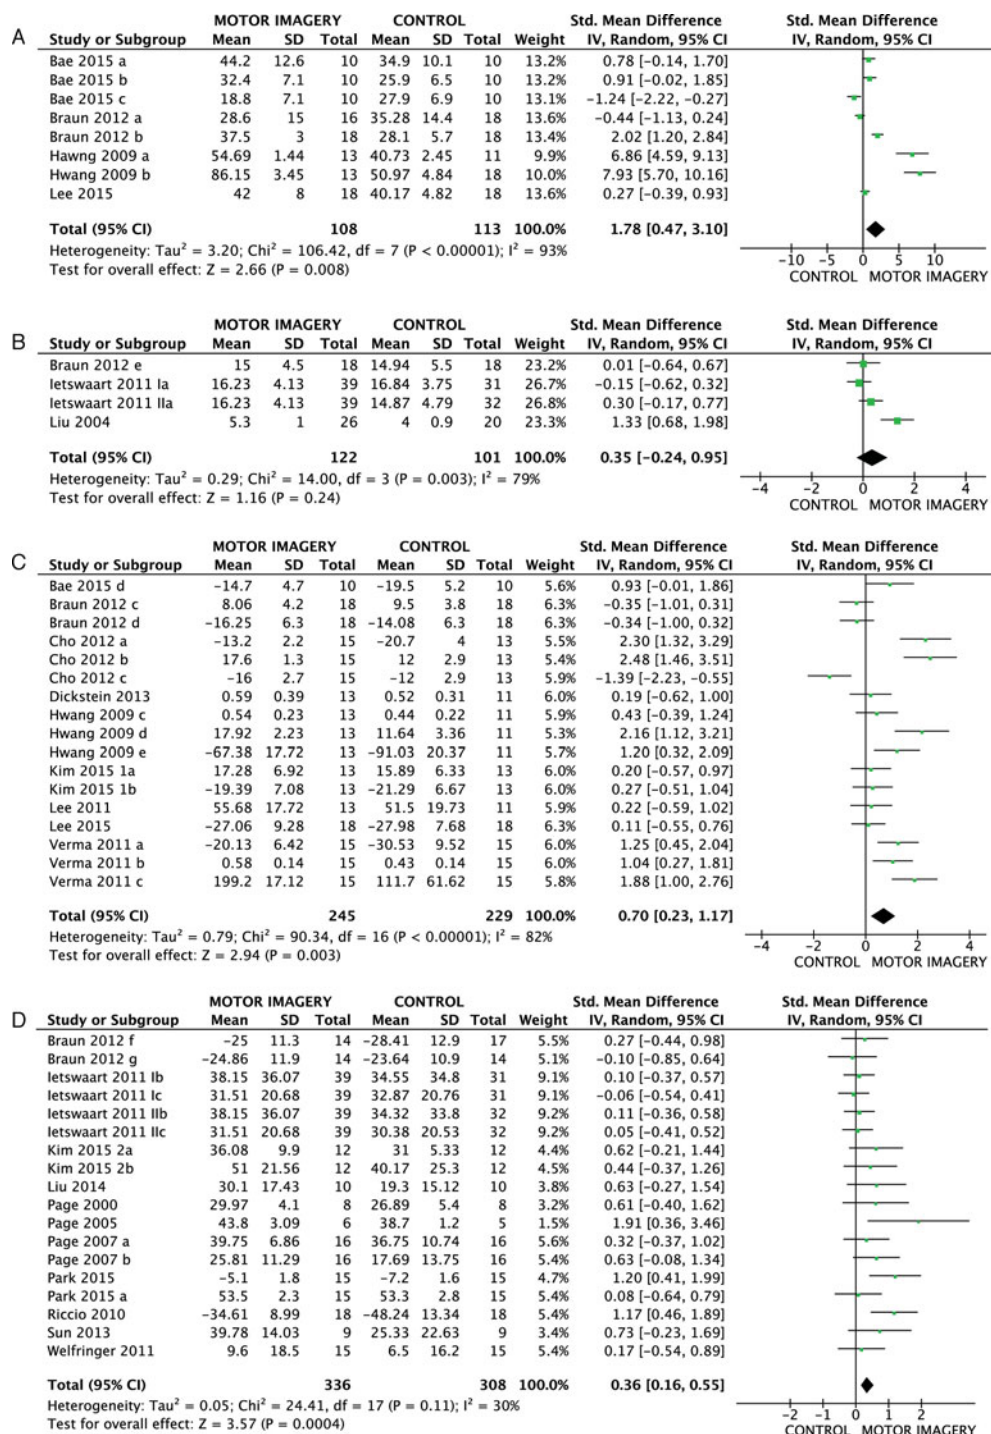 A
MOTOR IMAGERY CONTROL Std. Mean Difference Std. Mean Difference
Study or Subgroup Mean SD Total Mean SD Total Weight IV, Random, 95% CI IV, Random, 95% CI
Bae 2015 a 44.2 12.6 10 34.9 10.1 10 13.2% 0.78 [-0.14, 1.70]
Bae 2015 b 32.4 7.1 10 25.9 6.5 10 13.2% 0.91 [-0.02, 1.85]
Bae 2015 c 18.8 7.1 10 27.9 6.9 10 13.1% -1.24 [-2.22, -0.27]
Braun 2012 a 28.6 15 16 35.28 14.4 18 13.6% -0.44 [-1.13, 0.24]
Braun 2012 b 37.5 3 18 28.1 5.7 18 13.4% 2.02 [1.20, 2.84]
Hawng 2009 a 54.69 1.44 13 40.73 2.45 11 9.9% 6.86 [4.59, 9.13]
Hwang 2009 b 86.15 3.45 13 50.97 4.84 18 10.0% 7.93 [5.70, 10.16]
Lee 2015 42 8 18 40.17 4.82 18 13.6% 0.27 [-0.39, 0.93]
Total (95% CI) 108 113 100.0% 1.78 [0.47, 3.10]
Heterogeneity: Tau² = 3.20; Chi² = 106.42, df = 7 (P < 0.00001); I² = 93%
Test for overall effect: Z = 2.66 (P = 0.008)
-10 -5 0 5 10
CONTROL MOTOR IMAGERY
B
MOTOR IMAGERY CONTROL Std. Mean Difference Std. Mean Difference
Study or Subgroup Mean SD Total Mean SD Total Weight IV, Random, 95% CI IV, Random, 95% CI
Braun 2012 e 15 4.5 18 14.94 5.5 18 23.2% 0.01 [-0.64, 0.67]
Ietswaart 2011 Ia 16.23 4.13 39 16.84 3.75 31 26.7% -0.15 [-0.62, 0.32]
Ietswaart 2011 IIa 16.23 4.13 39 14.87 4.79 32 26.8% 0.30 [-0.17, 0.77]
Liu 2004 5.3 1 26 4 0.9 20 23.3% 1.33 [0.68, 1.98]
Total (95% CI) 122 101 100.0% 0.35 [-0.24, 0.95]
Heterogeneity: Tau² = 0.29; Chi² = 14.00, df = 3 (P = 0.003); I² = 79%
Test for overall effect: Z = 1.16 (P = 0.24)
-4 -2 0 2 4
CONTROL MOTOR IMAGERY
C
MOTOR IMAGERY CONTROL Std. Mean Difference Std. Mean Difference
Study or Subgroup Mean SD Total Mean SD Total Weight IV, Random, 95% CI IV, Random, 95% CI
Bae 2015 d -14.7 4.7 10 -19.5 5.2 10 5.6% 0.93 [-0.01, 1.86]
Braun 2012 c 8.06 4.2 18 9.5 3.8 18 6.3% -0.35 [-1.01, 0.31]
Braun 2012 d -16.25 6.3 18 -14.08 6.3 18 6.3% -0.34 [-1.00, 0.32]
Cho 2012 a -13.2 2.2 15 -20.7 4 13 5.5% 2.30 [1.32, 3.29]
Cho 2012 b 17.6 1.3 15 12 2.9 13 5.4% 2.48 [1.46, 3.51]
Cho 2012 c -16 2.7 15 -12 2.9 13 5.9% -1.39 [-2.23, -0.55]
Dickstein 2013 0.59 0.39 13 0.52 0.31 11 6.0% 0.19 [-0.62, 1.00]
Hwang 2009 c 0.54 0.23 13 0.44 0.22 11 5.9% 0.43 [-0.39, 1.24]
Hwang 2009 d 17.92 2.23 13 11.64 3.36 11 5.3% 2.16 [1.12, 3.21]
Hwang 2009 e -67.38 17.72 13 -91.03 20.37 11 5.7% 1.20 [0.32, 2.09]
Kim 2015 1a 17.28 6.92 13 15.89 6.33 13 6.0% 0.20 [-0.57, 0.97]
Kim 2015 1b -19.39 7.08 13 -21.29 6.67 13 6.0% 0.27 [-0.51, 1.04]
Lee 2011 55.68 17.72 13 51.5 19.73 11 6.0% 0.22 [-0.59, 1.02]
Lee 2015 -27.06 9.28 18 -27.98 7.68 18 6.3% 0.11 [-0.55, 0.76]
Verma 2011 a -20.13 6.42 15 -30.53 9.52 15 5.9% 1.25 [0.45, 2.04]
Verma 2011 b 0.58 0.14 15 0.43 0.14 15 6.0% 1.04 [0.27, 1.81]
Verma 2011 c 199.2 17.12 15 111.7 61.62 15 5.8% 1.88 [1.00, 2.76]
Total (95% CI) 245 229 100.0% 0.70 [0.23, 1.17]
Heterogeneity: Tau² = 0.79; Chi² = 90.34, df = 16 (P < 0.00001); I² = 82%
Test for overall effect: Z = 2.94 (P = 0.003)
-4 -2 0 2 4
CONTROL MOTOR IMAGERY
D
MOTOR IMAGERY CONTROL Std. Mean Difference Std. Mean Difference
Study or Subgroup Mean SD Total Mean SD Total Weight IV, Random, 95% CI IV, Random, 95% CI
Braun 2012 f -25 11.3 14 -28.41 12.9 17 5.5% 0.27 [-0.44, 0.98]
Braun 2012 g -24.86 11.9 14 -23.64 10.9 14 5.1% -0.10 [-0.85, 0.64]
Ietswaart 2011 Ib 38.15 36.07 39 34.55 34.8 31 9.1% 0.10 [-0.37, 0.57]
Ietswaart 2011 Ic 31.51 20.68 39 32.87 20.76 31 9.1% -0.06 [-0.54, 0.41]
Ietswaart 2011 IIb 38.15 36.07 39 34.32 33.8 32 9.2% 0.11 [-0.36, 0.58]
Ietswaart 2011 IIc 31.51 20.68 39 30.38 20.53 32 9.2% 0.05 [-0.41, 0.52]
Kim 2015 2a 36.08 9.9 12 31 5.33 12 4.4% 0.62 [-0.21, 1.44]
Kim 2015 2b 51 21.56 12 40.17 25.3 12 4.5% 0.44 [-0.37, 1.26]
Liu 2014 30.1 17.43 10 19.3 15.12 10 3.8% 0.63 [-0.27, 1.54]
Page 2000 29.97 4.1 8 26.89 5.4 8 3.2% 0.61 [-0.40, 1.62]
Page 2005 43.8 3.09 6 38.7 1.2 5 1.5% 1.91 [0.36, 3.46]
Page 2007 a 39.75 6.86 16 36.75 10.74 16 5.6% 0.32 [-0.37, 1.02]
Page 2007 b 25.81 11.29 16 17.69 13.75 16 5.4% 0.63 [-0.08, 1.34]
Park 2015 -5.1 1.8 15 -7.2 1.6 15 4.7% 1.20 [0.41, 1.99]
Park 2015 a 53.5 2.3 15 53.3 2.8 15 5.4% 0.08 [-0.64, 0.79]
Riccio 2010 -34.61 8.99 18 -48.24 13.34 18 5.4% 1.17 [0.46, 1.89]
Sun 2013 39.78 14.03 9 25.33 22.63 9 3.4% 0.73 [-0.23, 1.69]
Welfringer 2011 9.6 18.5 15 6.5 16.2 15 5.4% 0.17 [-0.54, 0.89]
Total (95% CI) 336 308 100.0% 0.36 [0.16, 0.55]
Heterogeneity: Tau² = 0.05; Chi² = 24.41, df = 17 (P = 0.11); I² = 30%
Test for overall effect: Z = 3.57 (P = 0.0004)
-2 -1 0 1 2
CONTROL MOTOR IMAGERY